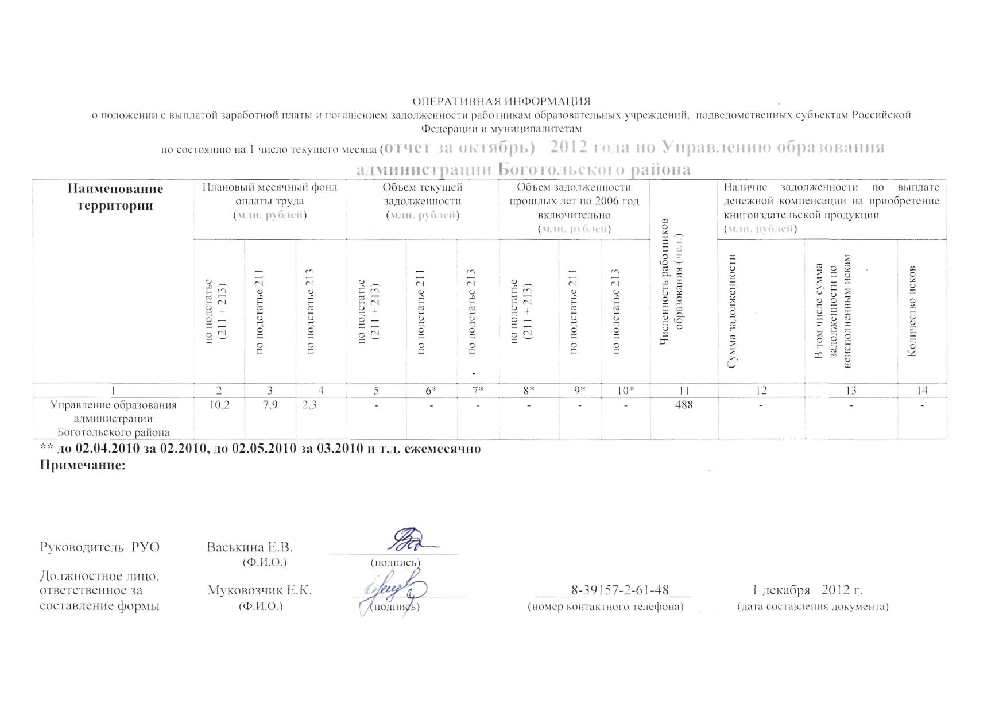 ОПЕРАТИВНАЯ ИНФОРМАЦИЯ
о положении с выплатой заработной платы и погашением задолженности работникам образовательных учреждений, подведомственных субъектам Российской
Федерации и муниципалитетам
по состоянию на 1 число текущего месяца (отчет за октябрь) 2012 года по Управлению образования
администрации Боготольского района
Наименование
территории
Плановый месячный фонд
оплаты труда
(млн. рублей)
Объем текущей
задолженности
(млн. рублей)
Объем задолженности
прошлых лет по 2006 год
включительно
(млн. рублей)
Численность работников
образования (чел.)
Наличие задолженности по выплате
денежной компенсации на приобретение
книгоиздательской продукции
(млн. рублей)
по подстатье
(211 + 213)
по подстатье 211
по подстатье 213
по подстатье
(211 + 213)
по подстатье 211
по подстатье 213
по подстатье
(211 + 213)
по подстатье 211
по подстатье 213
Сумма задолженности
В том числе сумма
задолженности по
неисполненным искам
Количество исков
1 2 3 4 5 6* 7* 8* 9* 10* 11 12 13 14
Управление образования 10,2 7,9 2,3 - - - - - - 488 - - -
администрации
Боготольского района
** до 02.04.2010 за 02.2010, до 02.05.2010 за 03.2010 и т.д. ежемесячно
Примечание:
Руководитель РУО Васькина Е.В.
(Ф.И.О.) (подпись)
Должностное лицо,
ответственное за Муковозчик Е.К. _____8-39157-2-61-48___ 1 декабря 2012 г.
составление формы (Ф.И.О.) (подпись) (номер контактного телефона) (дата составления документа)